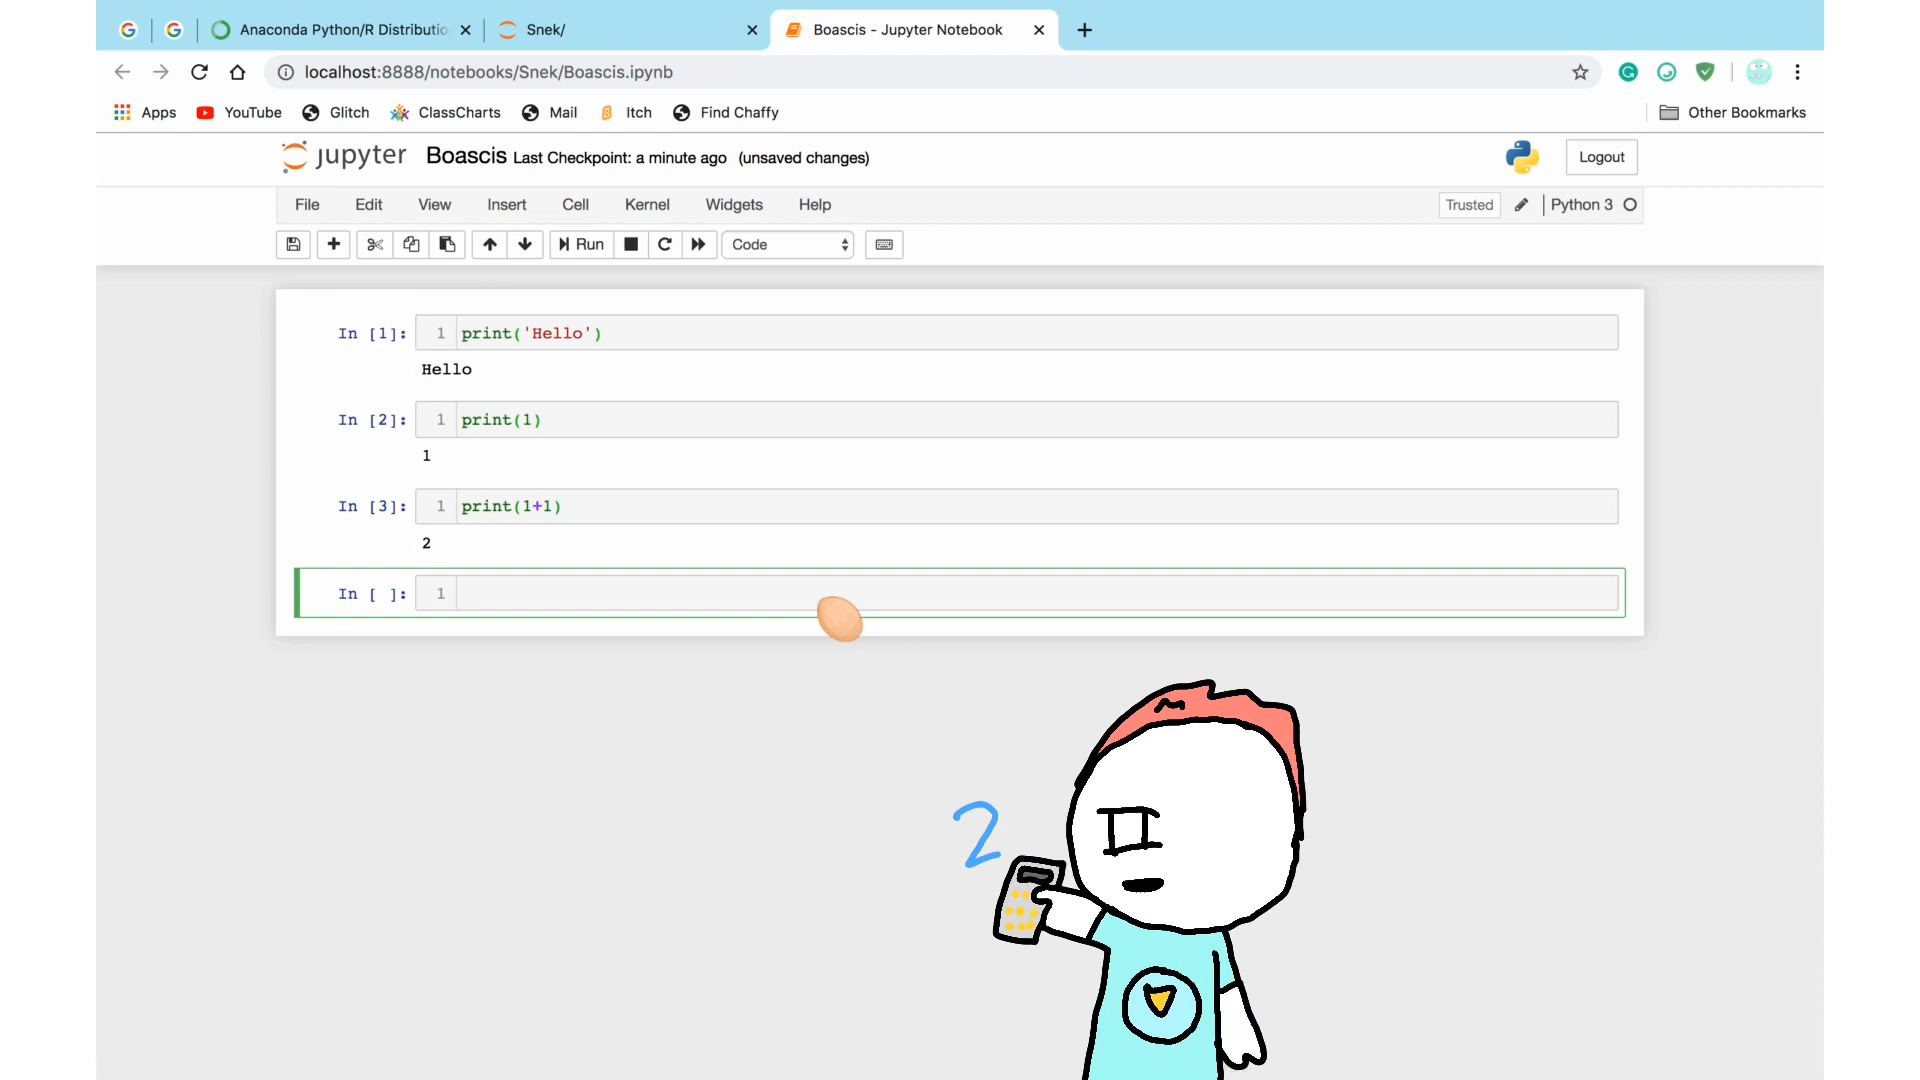 Anaconda Python/R Distributio
Snek/
Boascis - Jupyter Notebook
localhost:8888/notebooks/Snek/Boascis.ipynb
Apps YouTube Glitch ClassCharts Mail Itch Find Chaffy Other Bookmarks
jupyter Boascis Last Checkpoint: a minute ago (unsaved changes) Logout
File Edit View Insert Cell Kernel Widgets Help Trusted Python 3
Run Code
In [1]: 1 print('Hello')
Hello
In [2]: 1 print(1)
1
In [3]: 1 print(1+1)
2
In [ ]: 1
2